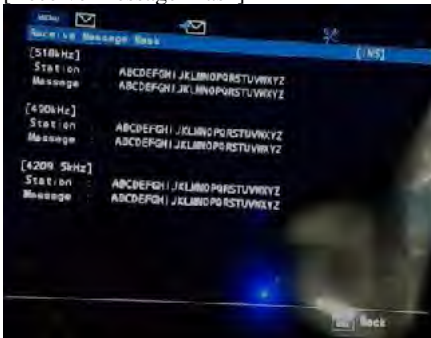 MENU
Receive Message Mask [INS]
[518kHz]
Station : ABCDEFGHIJKLMNOPQRSTUVWXYZ
Message : ABCDEFGHIJKLMNOPQRSTUVWXYZ
[490kHz]
Station : ABCDEFGHIJKLMNOPQRSTUVWXYZ
Message : ABCDEFGHIJKLMNOPQRSTUVWXYZ
[4209.5kHz]
Station : ABCDEFGHIJKLMNOPQRSTUVWXYZ
Message : ABCDEFGHIJKLMNOPQRSTUVWXYZ
Back